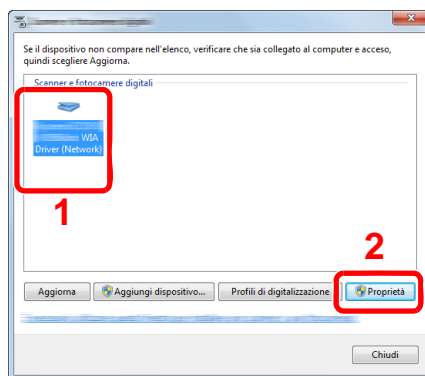 Se il dispositivo non compare nell'elenco, verificare che sia collegato al computer e acceso,
quindi scegliere Aggiorna.
Scanner e fotocamere digitali
WIA
Driver (Network)
1
2
Aggiorna
Aggiungi dispositivo...
Profili di digitalizzazione
Proprietà
Chiudi